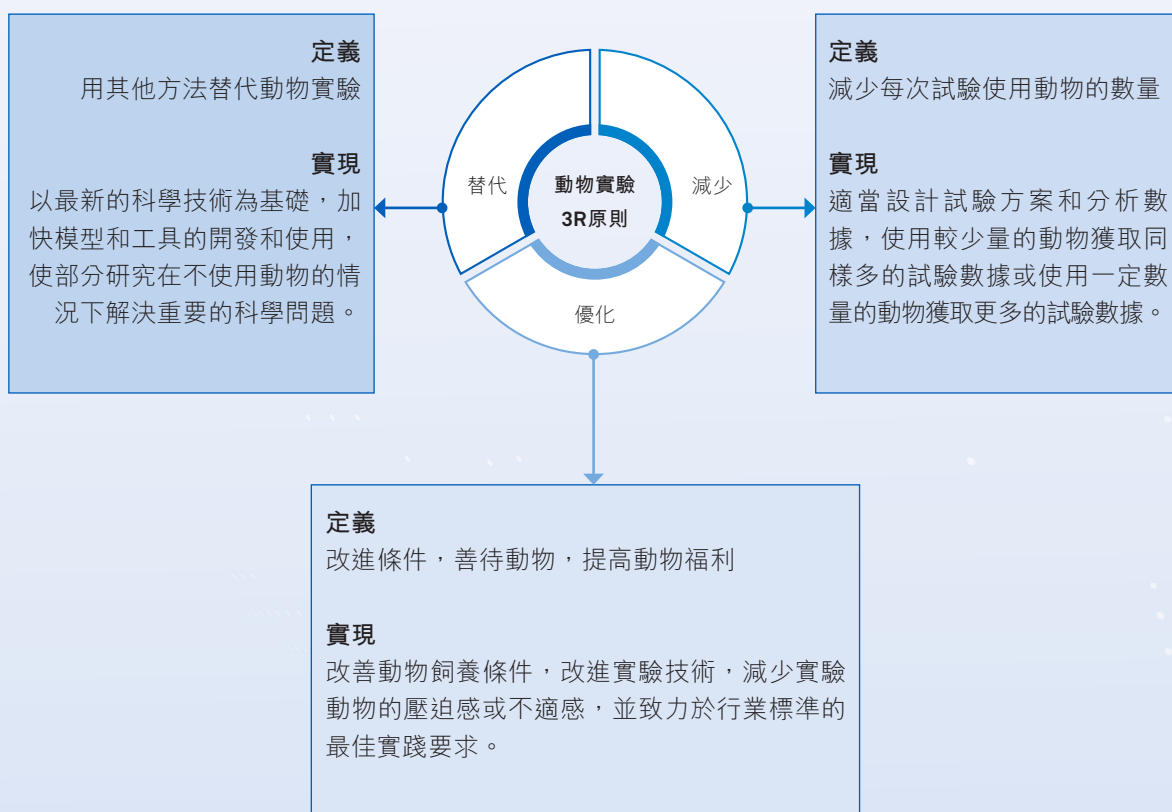 定義
用其他方法替代動物實驗
實現
以最新的科學技術為基礎，加
快模型和工具的開發和使用，
使部分研究在不使用動物的情
況下解決重要的科學問題。
替代
動物實驗
3R原則
減少
優化
定義
減少每次試驗使用動物的數量
實現
適當設計試驗方案和分析數
據，使用較少量的動物獲取同
樣多的試驗數據或使用一定數
量的動物獲取更多的試驗數據。
定義
改進條件，善待動物，提高動物福利
實現
改善動物飼養條件，改進實驗技術，減少實驗
動物的壓迫感或不適感，並致力於行業標準的
最佳實踐要求。